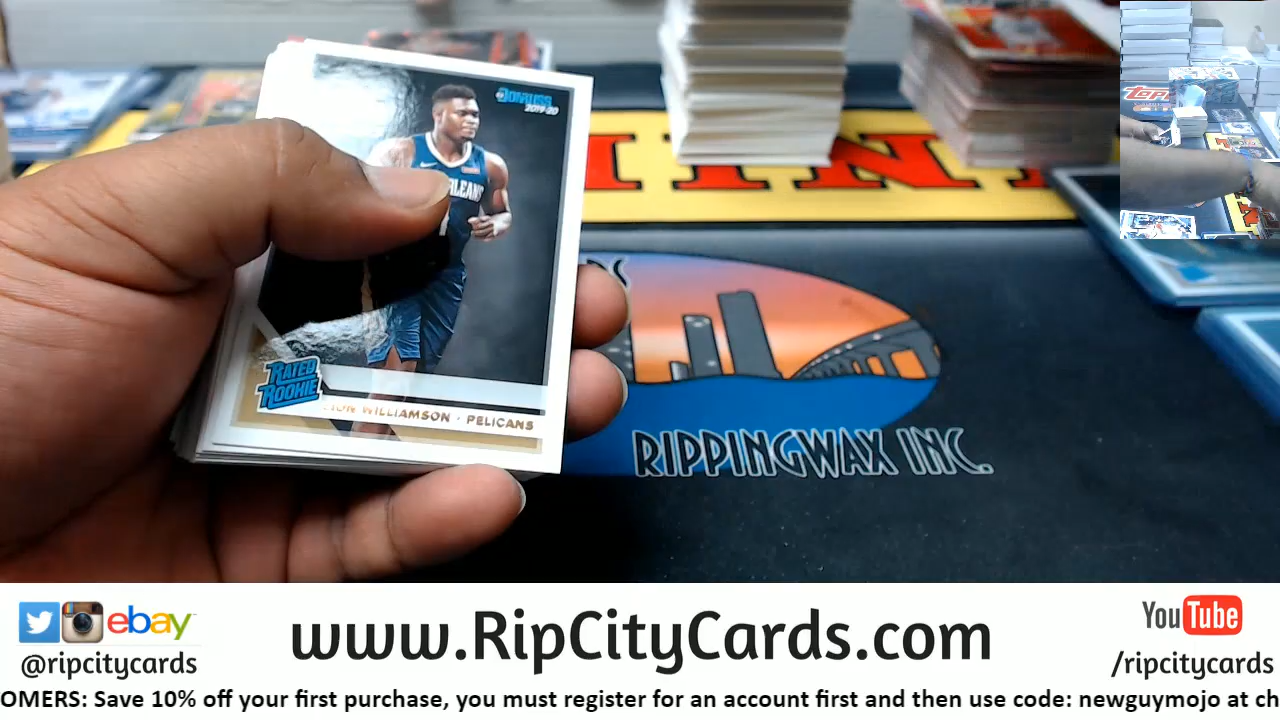 DONRUSS
2019-20
RATED
ROOKIE
WILLIAMSON · PELICANS
RIPPINGWAX INC.
TOPPS
ebay
@ripcitycards
www.RipCityCards.com
YouTube
/ripcitycards
OMERS: Save 10% off your first purchase, you must register for an account first and then use code: newguymojo at ch